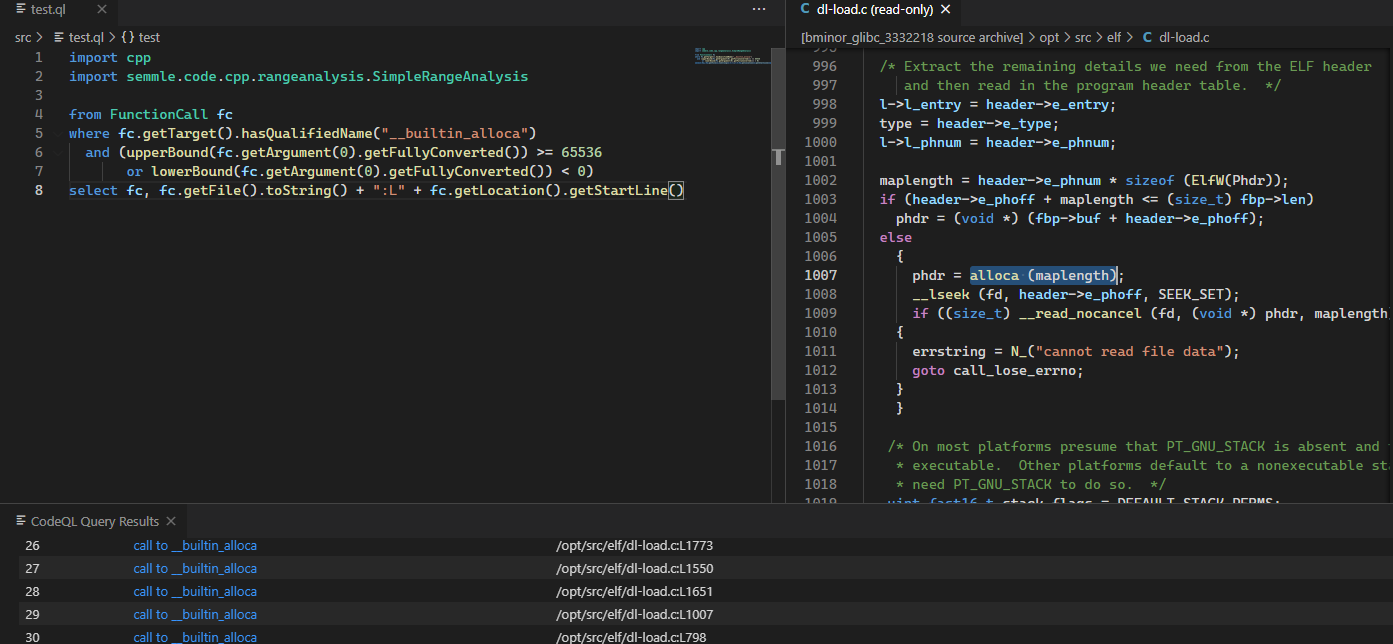 test.ql
src > test.ql > {} test
1 import cpp
2 import semmle.code.cpp.rangeanalysis.SimpleRangeAnalysis
3
4 from FunctionCall fc
5 where fc.getTarget().hasQualifiedName("__builtin_alloca")
6 and (upperBound(fc.getArgument(0).getFullyConverted()) >= 65536
7 or lowerBound(fc.getArgument(0).getFullyConverted()) < 0)
8 select fc, fc.getFile().toString() + ":L" + fc.getLocation().getStartLine()
C dl-load.c (read-only)
[bminor_glibc_3332218 source archive] > opt > src > elf > C dl-load.c
995
996 /* Extract the remaining details we need from the ELF header
997 and then read in the program header table. */
998 l->l_entry = header->e_entry;
999 type = header->e_type;
1000 l->l_phnum = header->e_phnum;
1001
1002 maplength = header->e_phnum * sizeof (ElfW(Phdr));
1003 if (header->e_phoff + maplength <= (size_t) fbp->len)
1004 phdr = (void *) (fbp->buf + header->e_phoff);
1005 else
1006 {
1007 phdr = alloca (maplength);
1008 __lseek (fd, header->e_phoff, SEEK_SET);
1009 if ((size_t) __read_nocancel (fd, (void *) phdr, maplength
1010 {
1011 errstring = N_("cannot read file data");
1012 goto call_lose_errno;
1013 }
1014 }
1015
1016 /* On most platforms presume that PT_GNU_STACK is absent and
1017 * executable. Other platforms default to a nonexecutable st
1018 * need PT_GNU_STACK to do so. */
1019 uint_fast16_t stack_flags = DEFAULT_STACK_PERMS;
CodeQL Query Results
26 call to __builtin_alloca /opt/src/elf/dl-load.c:L1773
27 call to __builtin_alloca /opt/src/elf/dl-load.c:L1550
28 call to __builtin_alloca /opt/src/elf/dl-load.c:L1651
29 call to __builtin_alloca /opt/src/elf/dl-load.c:L1007
30 call to __builtin_alloca /opt/src/elf/dl-load.c:L798